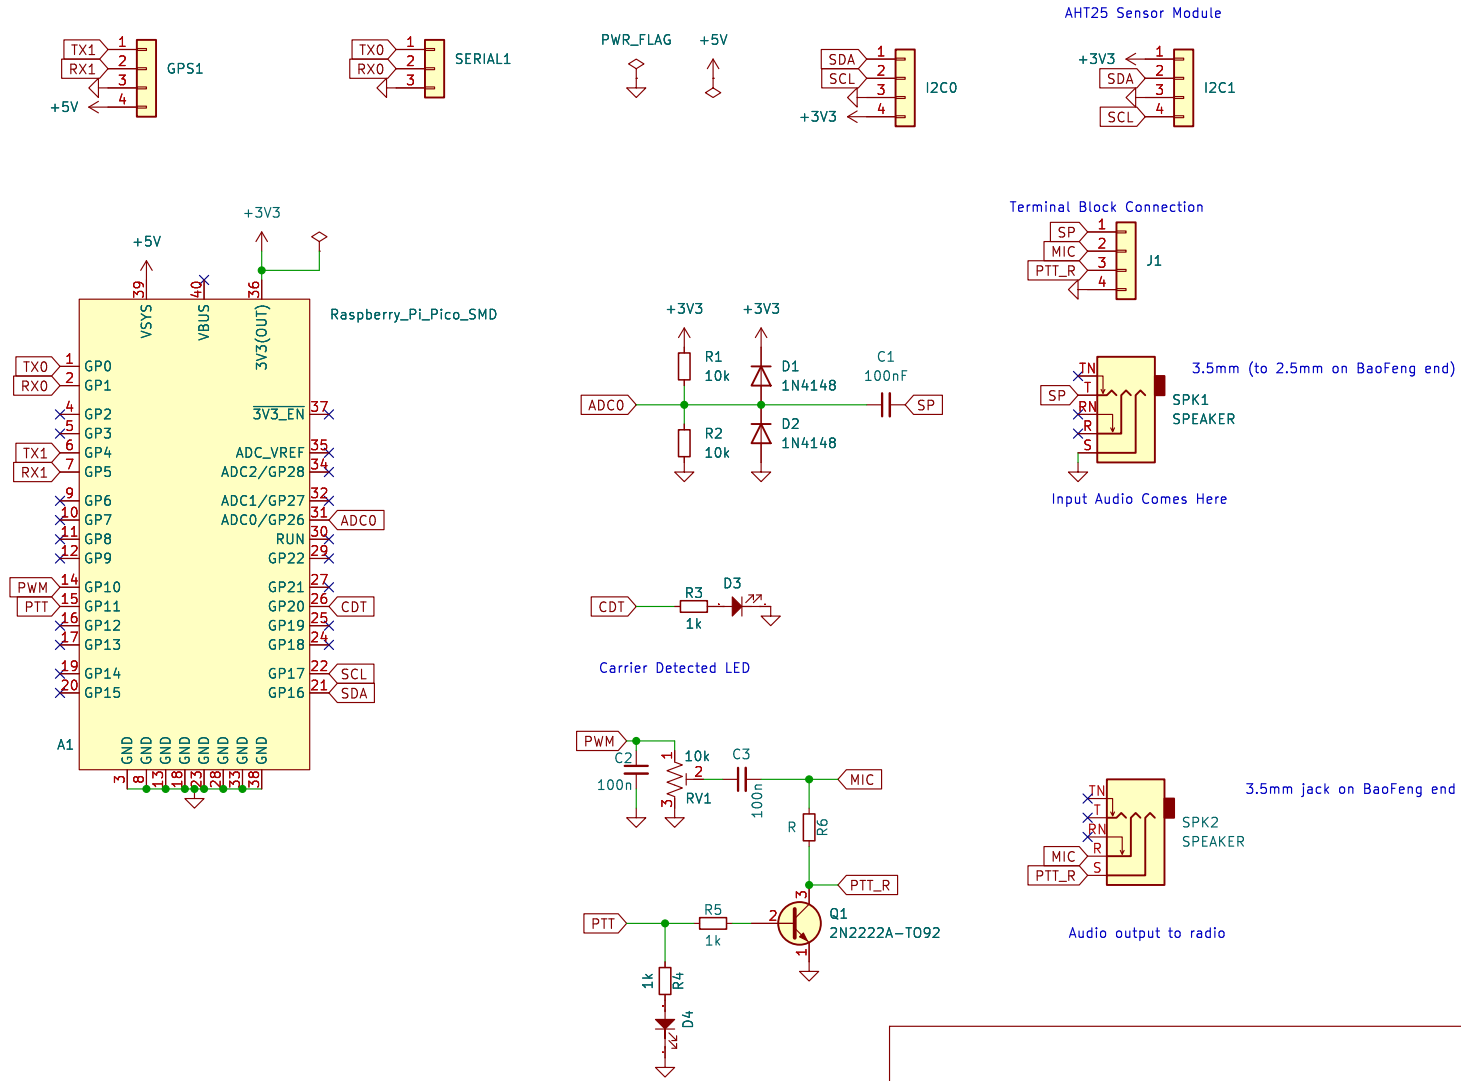 AHT25 Sensor Module
TX1 1
RX1 2
3
+5V 4
GPS1
TX0 1
RX0 2
3
SERIAL1
PWR_FLAG
+5V
SDA 1
SCL 2
3
+3V3 4
I2C0
+3V3 1
SDA 2
3
SCL 4
I2C1
Terminal Block Connection
SP 1
MIC 2
PTT_R 3
4
J1
+5V
+3V3
39
40
36
VSYS
VBUS
3V3(OUT)
Raspberry_Pi_Pico_SMD
TX0 1 GP0
RX0 2 GP1
4 GP2
5 GP3
TX1 6 GP4
RX1 7 GP5
9 GP6
10 GP7
11 GP8
12 GP9
PWM 14 GP10
PTT 15 GP11
16 GP12
17 GP13
19 GP14
20 GP15
3V3_EN 37
ADC_VREF 35
ADC2/GP28 34
ADC1/GP27 32
ADC0/GP26 31 ADC0
RUN 30
GP22 29
GP21 27
GP20 26 CDT
GP19 25
GP18 24
GP17 22 SCL
GP16 21 SDA
A1
GND GND GND GND GND GND GND GND
3 8 13 18 23 28 33 38
+3V3
+3V3
R1
10k
D1
1N4148
C1
100nF
ADC0
SP
R2
10k
D2
1N4148
3.5mm (to 2.5mm on BaoFeng end)
TN
SP T
RN
R
S
SPK1
SPEAKER
Input Audio Comes Here
CDT
R3
1k
D3
Carrier Detected LED
PWM
C2
100n
1
10k
2
3
RV1
C3
100n
MIC
R
R6
PTT_R
3
PTT
R5
1k
2
Q1
2N2222A-TO92
1
1k
R4
D4
3.5mm jack on BaoFeng end
TN
T
RN
MIC R
PTT_R S
SPK2
SPEAKER
Audio output to radio